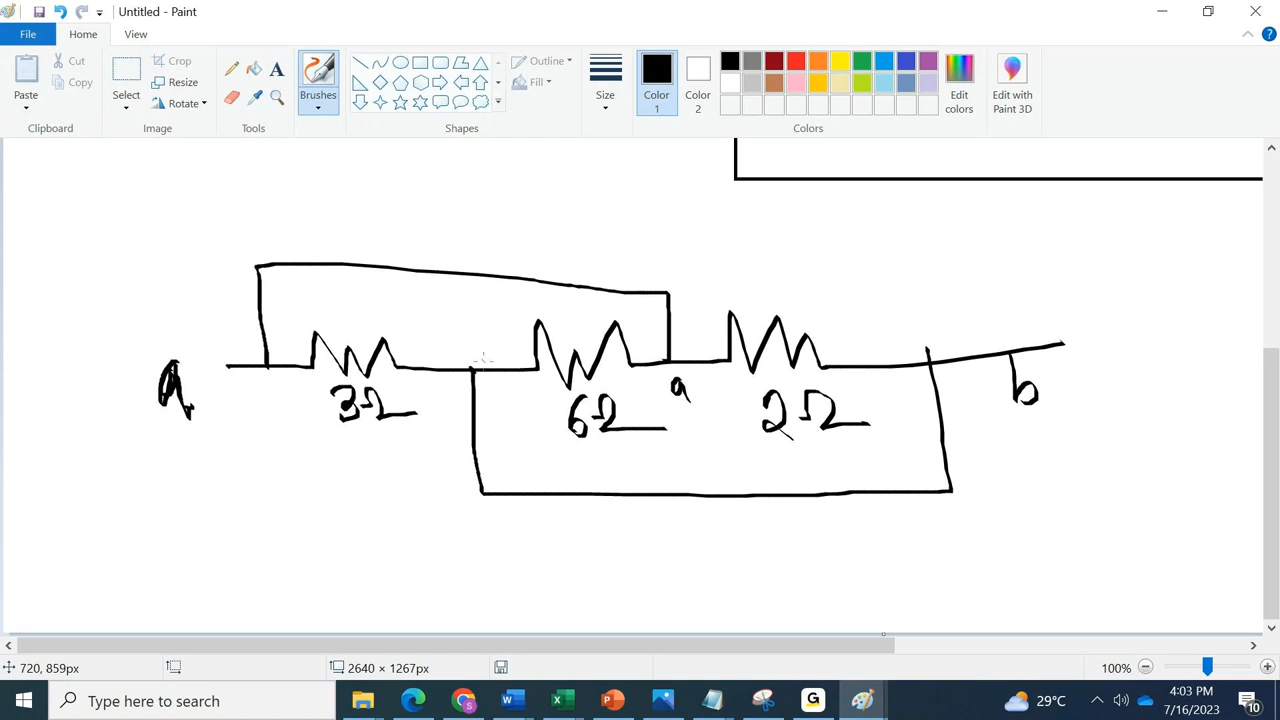 Untitled - Paint
File Home View
Paste
Cut
Copy
Clipboard
Select
Crop
Resize
Rotate
Image
Tools
Brushes
Shapes
Outline
Fill
Size
Color 1
Color 2
Colors
Edit colors
Edit with Paint 3D
a
3Ω
6Ω
a
2Ω
b
720, 859px
2640 × 1267px
100%
Type here to search
29°C
4:03 PM
7/16/2023
10